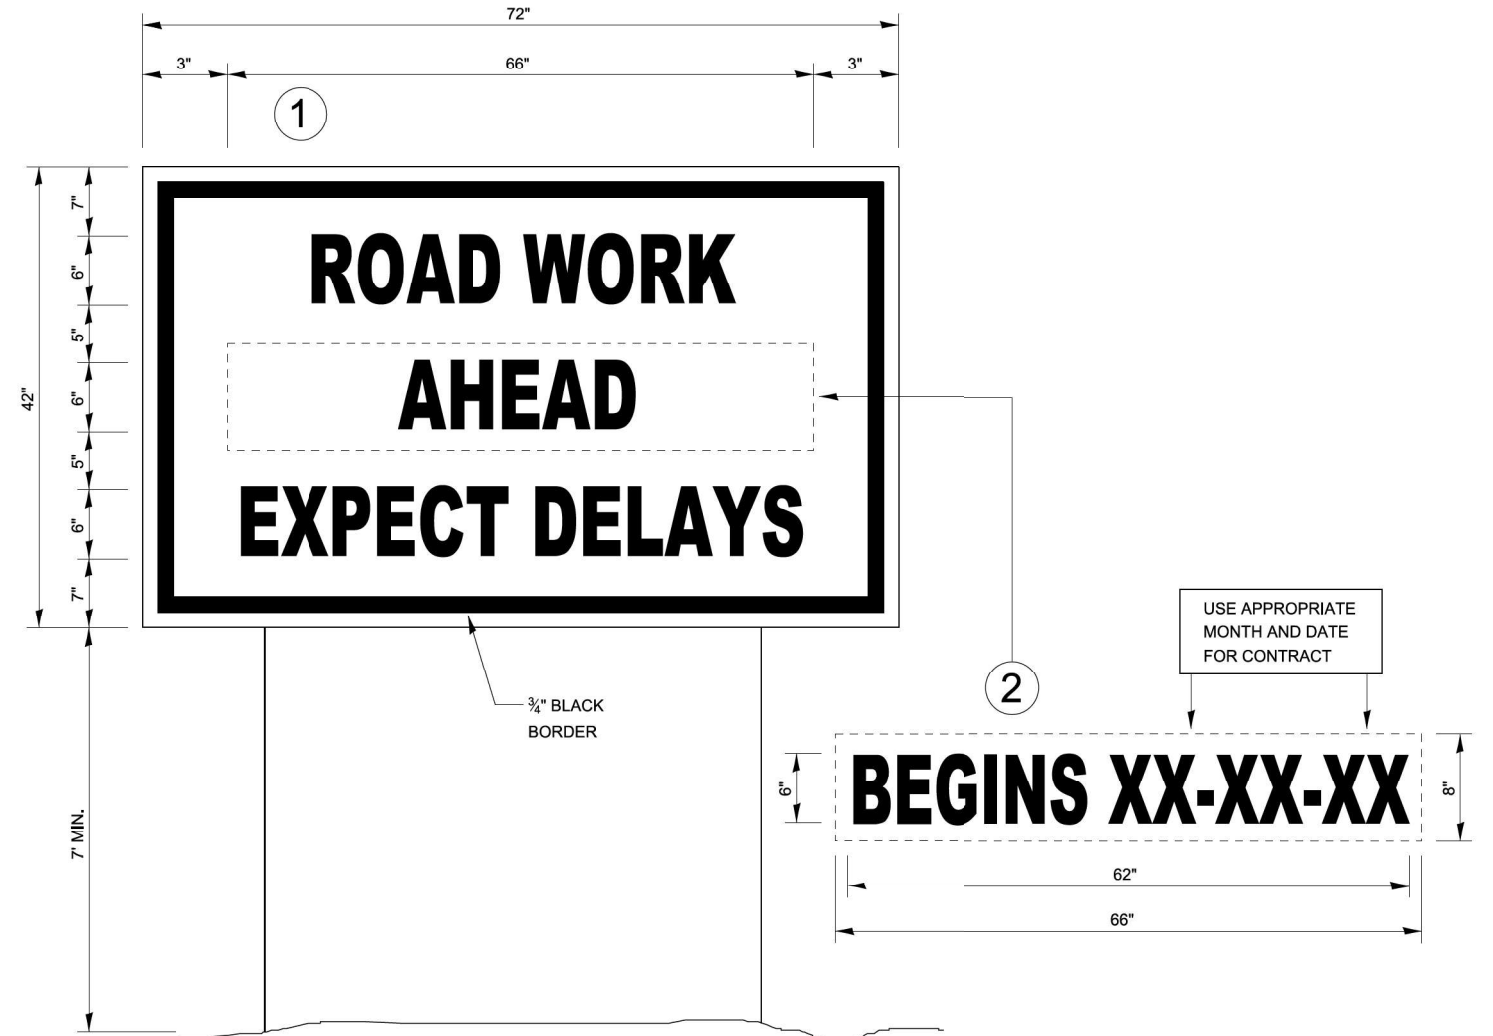 72"
3" 66" 3"
1
7"
6"
5"
6"
5"
6"
7"
42"
ROAD WORK
AHEAD
EXPECT DELAYS
¾" BLACK
BORDER
7' MIN.
2
USE APPROPRIATE
MONTH AND DATE
FOR CONTRACT
6"
BEGINS XX-XX-XX
8"
62"
66"